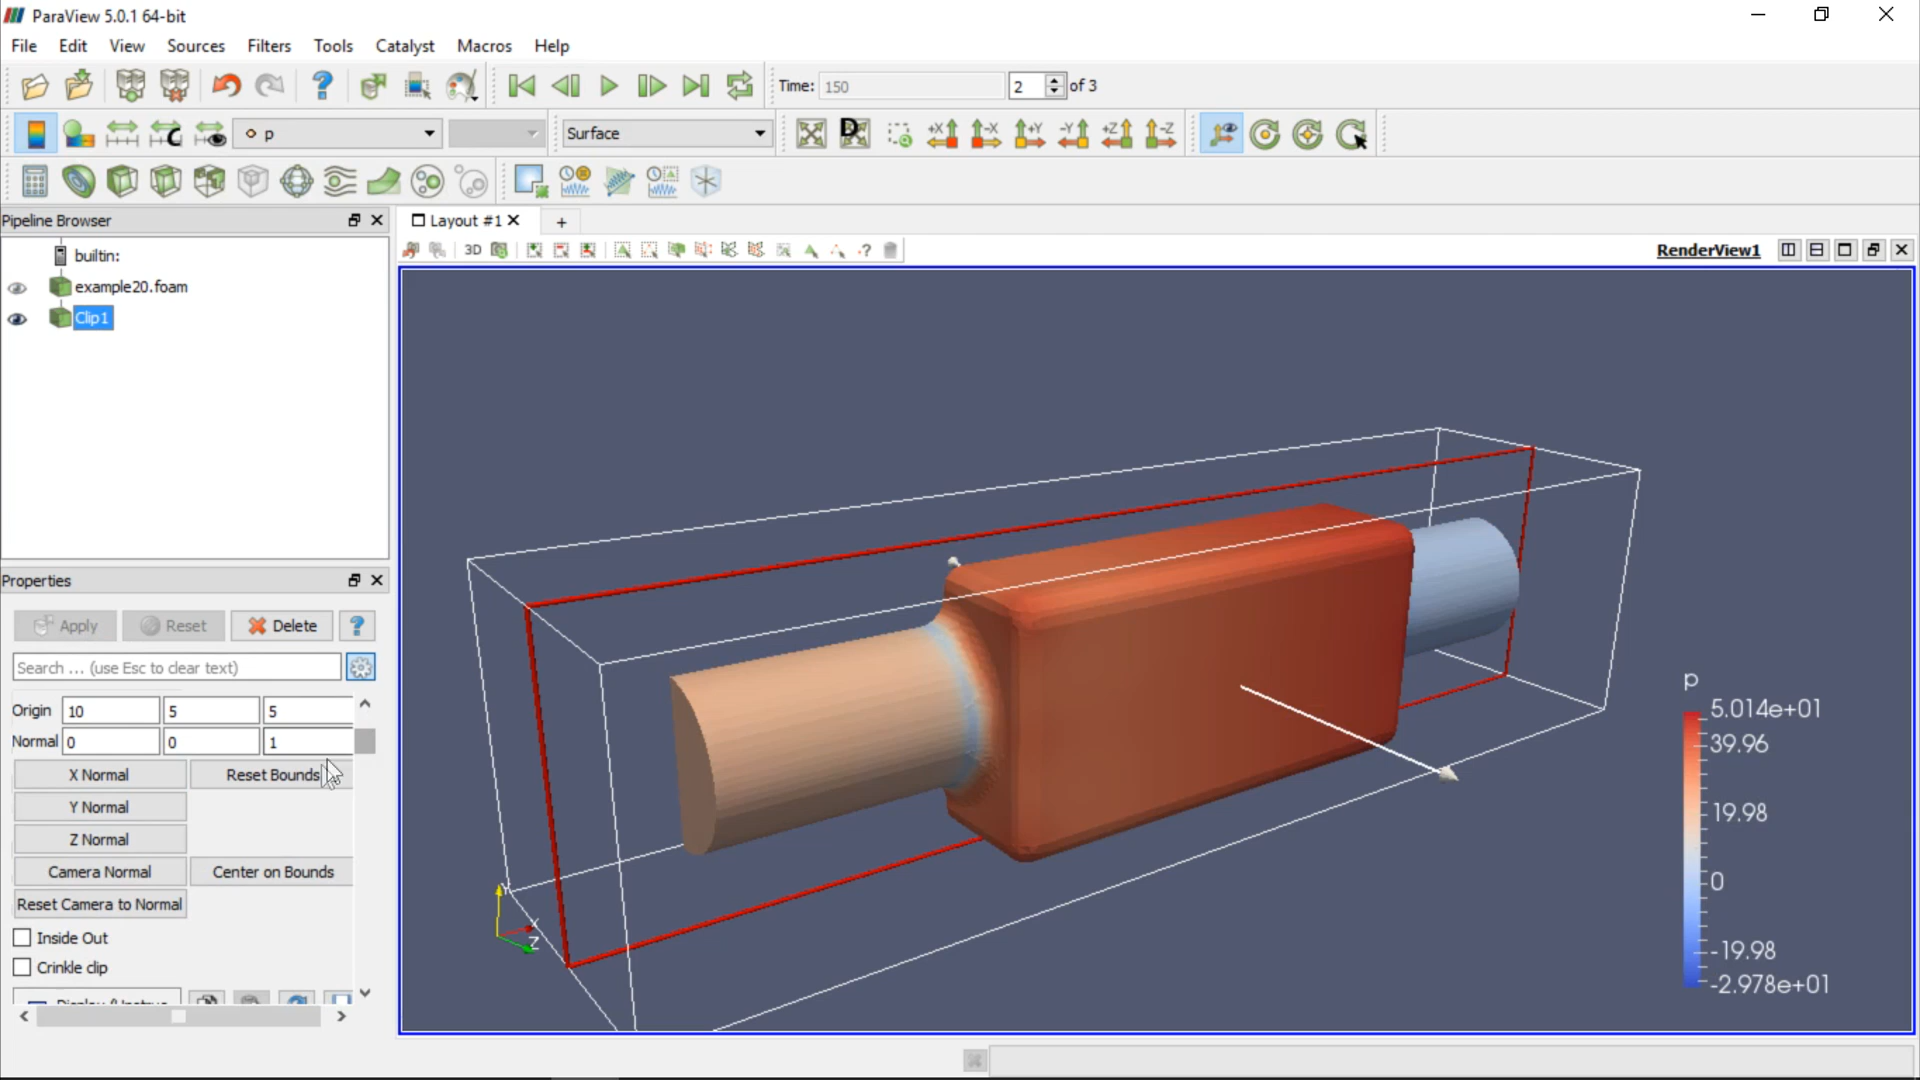 ParaView 5.0.1 64-bit
File Edit View Sources Filters Tools Catalyst Macros Help
Time: 150 2 of 3
p Surface D +X -X +Y -Y +Z -Z
Pipeline Browser
Layout #1 +
builtin:
3D
RenderView1
example20.foam
Clip1
Properties
Apply Reset Delete ?
Search ... (use Esc to clear text)
Origin 10 5 5
Normal 0 0 1
X Normal Reset Bounds
Y Normal
Z Normal
Camera Normal Center on Bounds
Reset Camera to Normal
Inside Out
Crinkle clip
Y
X
Z
p
5.014e+01
39.96
19.98
0
-19.98
-2.978e+01